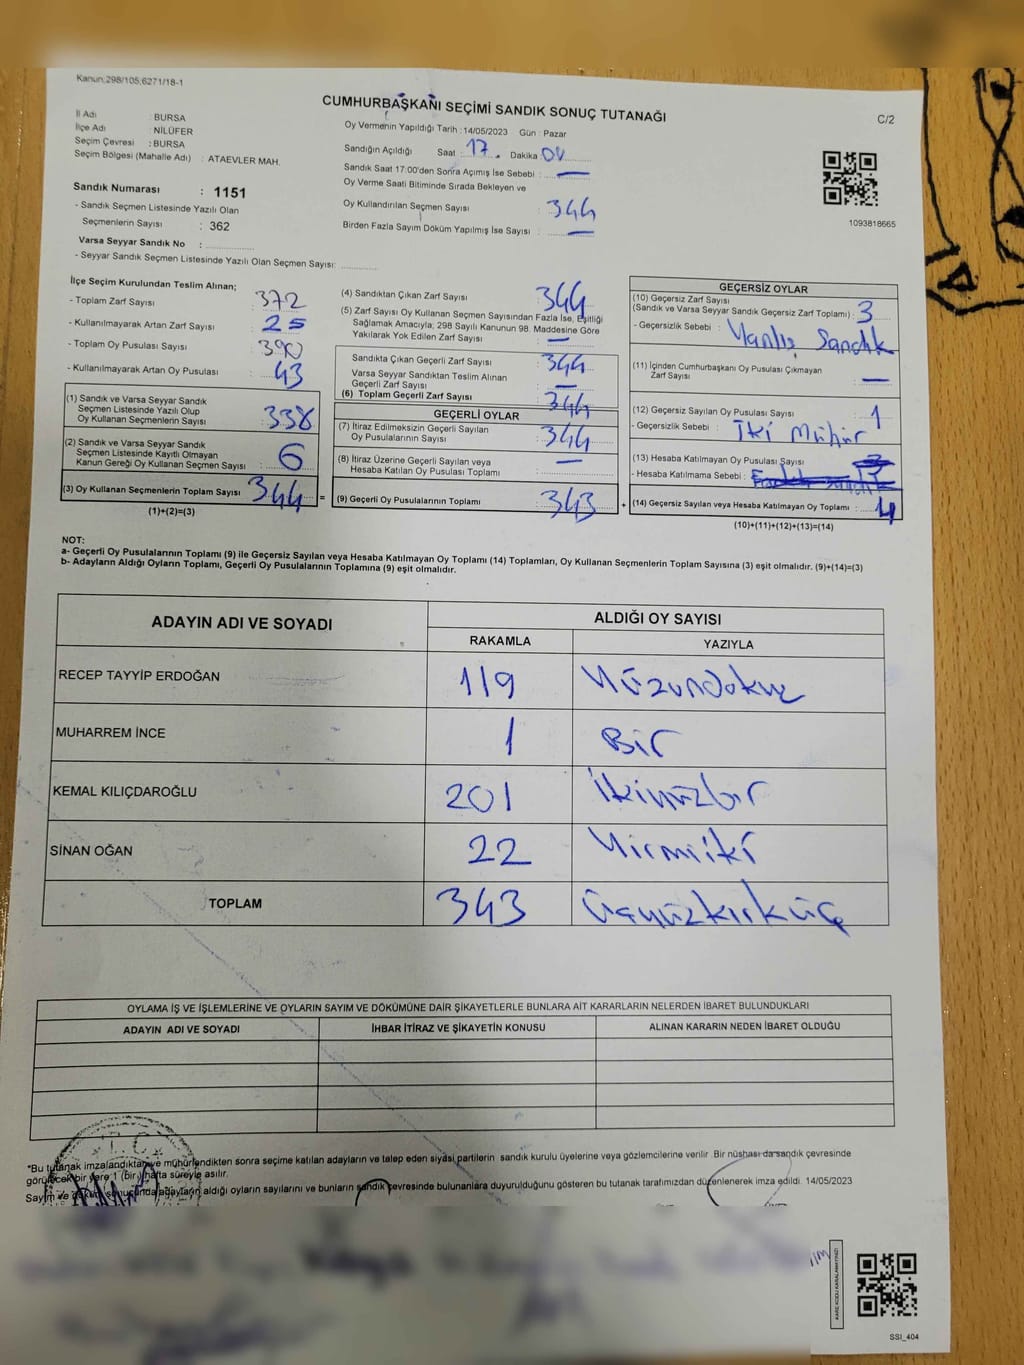 Kanun:298/105;6271/18-1
CUMHURBAŞKANI SEÇİMİ SANDIK SONUÇ TUTANAĞI
C/2
İl Adı : BURSA
İlçe Adı : NİLÜFER
Seçim Çevresi : BURSA
Seçim Bölgesi (Mahalle Adı) : ATAEVLER MAH.
Sandık Numarası : 1151
- Sandık Seçmen Listesinde Yazılı Olan
Seçmenlerin Sayısı : 362
Varsa Seyyar Sandık No :
- Seyyar Sandık Seçmen Listesinde Yazılı Olan Seçmen Sayısı:
Oy Vermenin Yapıldığı Tarih : 14/05/2023 Gün : Pazar
Sandığın Açıldığı Saat : 17 Dakika : 00
Sandık Saat 17:00'den Sonra Açımış İse Sebebi : —
Oy Verme Saati Bitiminde Sırada Bekleyen ve
Oy Kullandırılan Seçmen Sayısı : 344
Birden Fazla Sayım Döküm Yapılmış İse Sayısı : —
1093818665
İlçe Seçim Kurulundan Teslim Alınan;
- Toplam Zarf Sayısı : 372
- Kullanılmayarak Artan Zarf Sayısı : 25
- Toplam Oy Pusulası Sayısı : 390
- Kullanılmayarak Artan Oy Pusulası : 43
(1) Sandık ve Varsa Seyyar Sandık
Seçmen Listesinde Yazılı Olup
Oy Kullanan Seçmenlerin Sayısı : 338
(2) Sandık ve Varsa Seyyar Sandık
Seçmen Listesinde Kayıtlı Olmayan
Kanun Gereği Oy Kullanan Seçmen Sayısı : 6
(3) Oy Kullanan Seçmenlerin Toplam Sayısı : 344 =
(1)+(2)=(3)
(4) Sandıktan Çıkan Zarf Sayısı : 344
(5) Zarf Sayısı Oy Kullanan Seçmen Sayısından Fazla İse, Eşitliği
Sağlamak Amacıyla, 298 Sayılı Kanunun 98. Maddesine Göre
Yakılarak Yok Edilen Zarf Sayısı : —
Sandıkta Çıkan Geçerli Zarf Sayısı : 344
Varsa Seyyar Sandıktan Teslim Alınan
Geçerli Zarf Sayısı : —
(6) Toplam Geçerli Zarf Sayısı : 344
GEÇERLİ OYLAR
(7) İtiraz Edilmeksizin Geçerli Sayılan
Oy Pusulalarının Sayısı : 344
(8) İtiraz Üzerine Geçerli Sayılan veya
Hesaba Katılan Oy Pusulası Toplamı : —
(9) Geçerli Oy Pusulalarının Toplamı : 343 +
GEÇERSİZ OYLAR
(10) Geçersiz Zarf Sayısı
(Sandık ve Varsa Seyyar Sandık Geçersiz Zarf Toplamı) : 3
- Geçersizlik Sebebi : Yanlış Sandık
(11) İçinden Cumhurbaşkanı Oy Pusulası Çıkmayan
Zarf Sayısı : —
(12) Geçersiz Sayılan Oy Pusulası Sayısı : 1
- Geçersizlik Sebebi : İki Mühür
(13) Hesaba Katılmayan Oy Pusulası Sayısı
- Hesaba Katılmama Sebebi :
(14) Geçersiz Sayılan veya Hesaba Katılmayan Oy Toplamı : 4
(10)+(11)+(12)+(13)=(14)
NOT:
a- Geçerli Oy Pusulalarının Toplamı (9) ile Geçersiz Sayılan veya Hesaba Katılmayan Oy Toplamı (14) Toplamları, Oy Kullanan Seçmenlerin Toplam Sayısına (3) eşit olmalıdır. (9)+(14)=(3)
b- Adayların Aldığı Oyların Toplamı, Geçerli Oy Pusulalarının Toplamına (9) eşit olmalıdır.
ADAYIN ADI VE SOYADI
ALDIĞI OY SAYISI
RAKAMLA YAZIYLA
RECEP TAYYİP ERDOĞAN 119 Yüzondokuz
MUHARREM İNCE 1 Bir
KEMAL KILIÇDAROĞLU 201 İkiyüzbir
SİNAN OĞAN 22 Yirmiiki
TOPLAM 343 Üçyüzkırküç
OYLAMA İŞ VE İŞLEMLERİNE VE OYLARIN SAYIM VE DÖKÜMÜNE DAİR ŞİKAYETLERLE BUNLARA AİT KARARLARIN NELERDEN İBARET BULUNDUKLARI
ADAYIN ADI VE SOYADI İHBAR İTİRAZ VE ŞİKAYETİN KONUSU ALINAN KARARIN NEDEN İBARET OLDUĞU
*Bu tutanak imzalandıktan ve mühürlendikten sonra seçime katılan adayların ve talep eden siyasi partilerin sandık kurulu üyelerine veya gözlemcilerine verilir. Bir nüshası da sandık çevresinde
görülecek bir yere 1 (bir) hafta süreyle asılır.
Sayım ve döküm sonucunda adayların aldığı oyların sayılarını ve bunların sandık çevresinde bulunanlara duyurulduğunu gösteren bu tutanak tarafımızdan düzenlenerek imza edildi. 14/05/2023
SSI_404